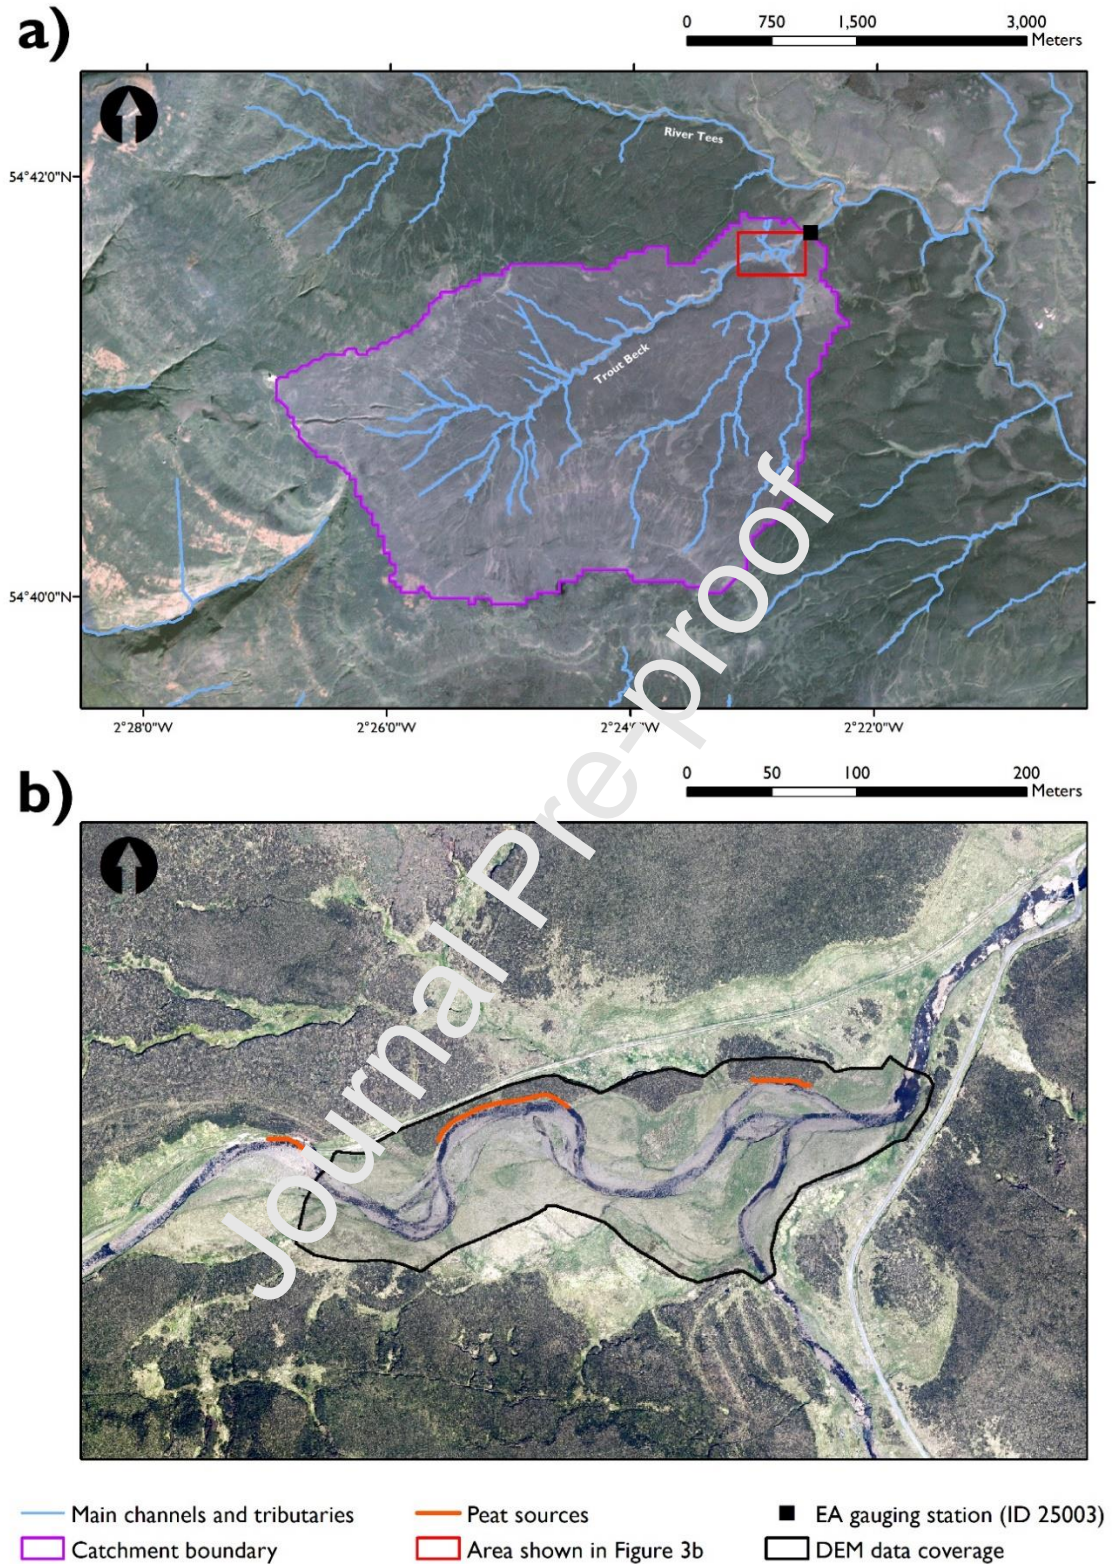 a)
0 750 1,500 3,000
Meters
River Tees
54°42'0"N
Trout Beck
54°40'0"N
2°28'0"W 2°26'0"W 2°22'0"W
b)
0 50 100 200
Meters
Journal Pre-proof
Main channels and tributaries
Peat sources
EA gauging station (ID 25003)
Catchment boundary
Area shown in Figure 3b
DEM data coverage